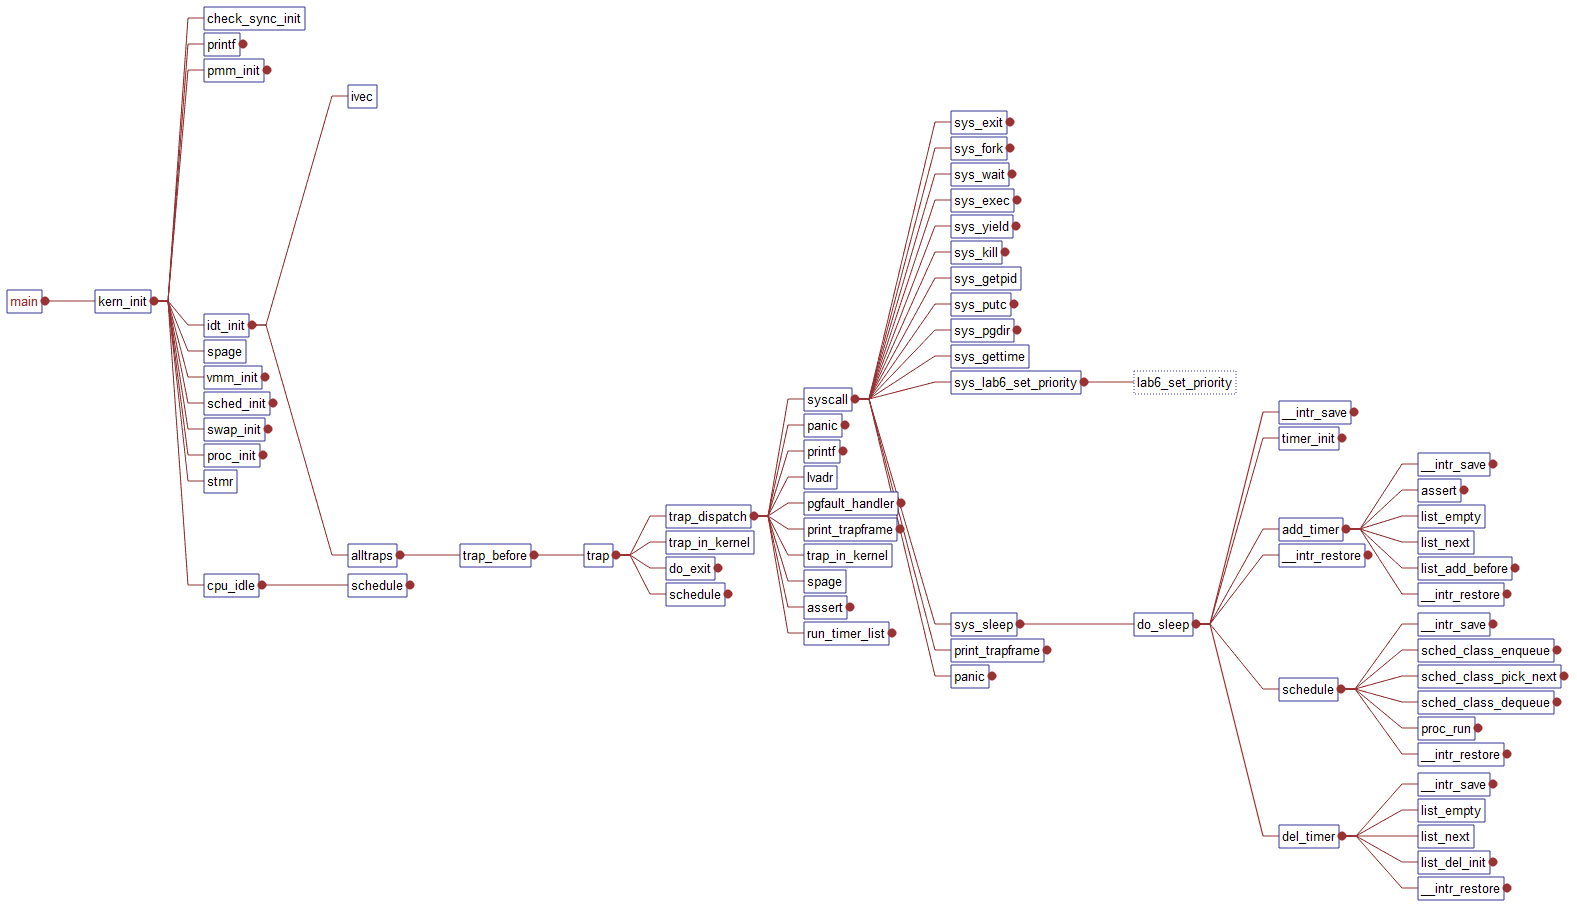 main
kern_init
check_sync_init
printf
pmm_init
idt_init
spage
vmm_init
sched_init
swap_init
proc_init
stmr
cpu_idle
ivec
alltraps
schedule
trap_before
trap
trap_dispatch
trap_in_kernel
do_exit
schedule
syscall
panic
printf
lvadr
pgfault_handler
print_trapframe
trap_in_kernel
spage
assert
run_timer_list
sys_exit
sys_fork
sys_wait
sys_exec
sys_yield
sys_kill
sys_getpid
sys_putc
sys_pgdir
sys_gettime
sys_lab6_set_priority
sys_sleep
print_trapframe
panic
lab6_set_priority
do_sleep
__intr_save
timer_init
add_timer
__intr_restore
schedule
del_timer
__intr_save
assert
list_empty
list_next
list_add_before
__intr_restore
__intr_save
sched_class_enqueue
sched_class_pick_next
sched_class_dequeue
proc_run
__intr_restore
__intr_save
list_empty
list_next
list_del_init
__intr_restore